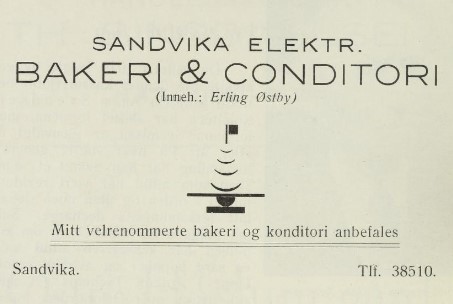 SANDVIKA ELEKTR.
BAKERI & CONDITORI
(Inneh.: Erling Østby)
Mitt velrenommerte bakeri og konditori anbefales
Sandvika. Tlf. 38510.